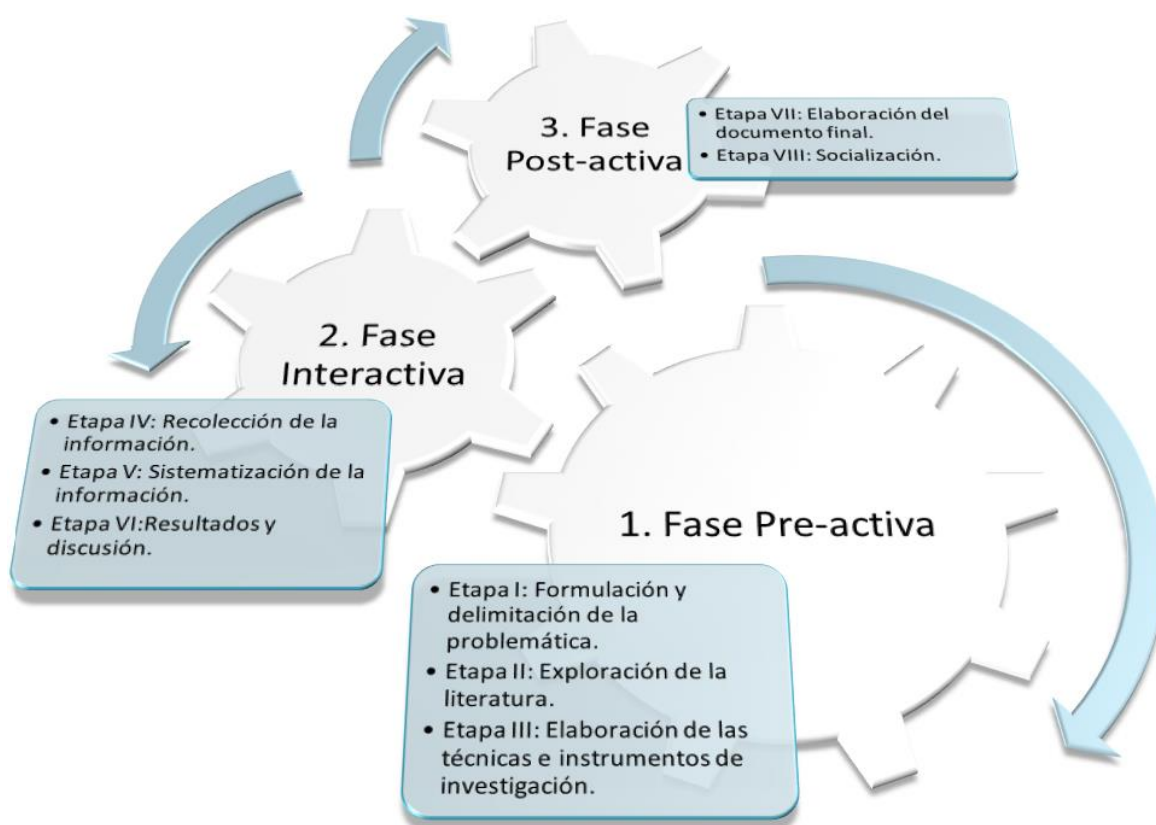 3. Fase
Post-activa
• Etapa VII: Elaboración del
documento final.
• Etapa VIII: Socialización.
2. Fase
Interactiva
• Etapa IV: Recolección de la
información.
• Etapa V: Sistematización de la
información.
• Etapa VI:Resultados y
discusión.
1. Fase Pre-activa
• Etapa I: Formulación y
delimitación de la
problemática.
• Etapa II: Exploración de la
literatura.
• Etapa III: Elaboración de las
técnicas e instrumentos de
investigación.